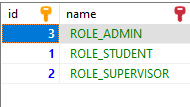 id name
3 ROLE_ADMIN
1 ROLE_STUDENT
2 ROLE_SUPERVISOR